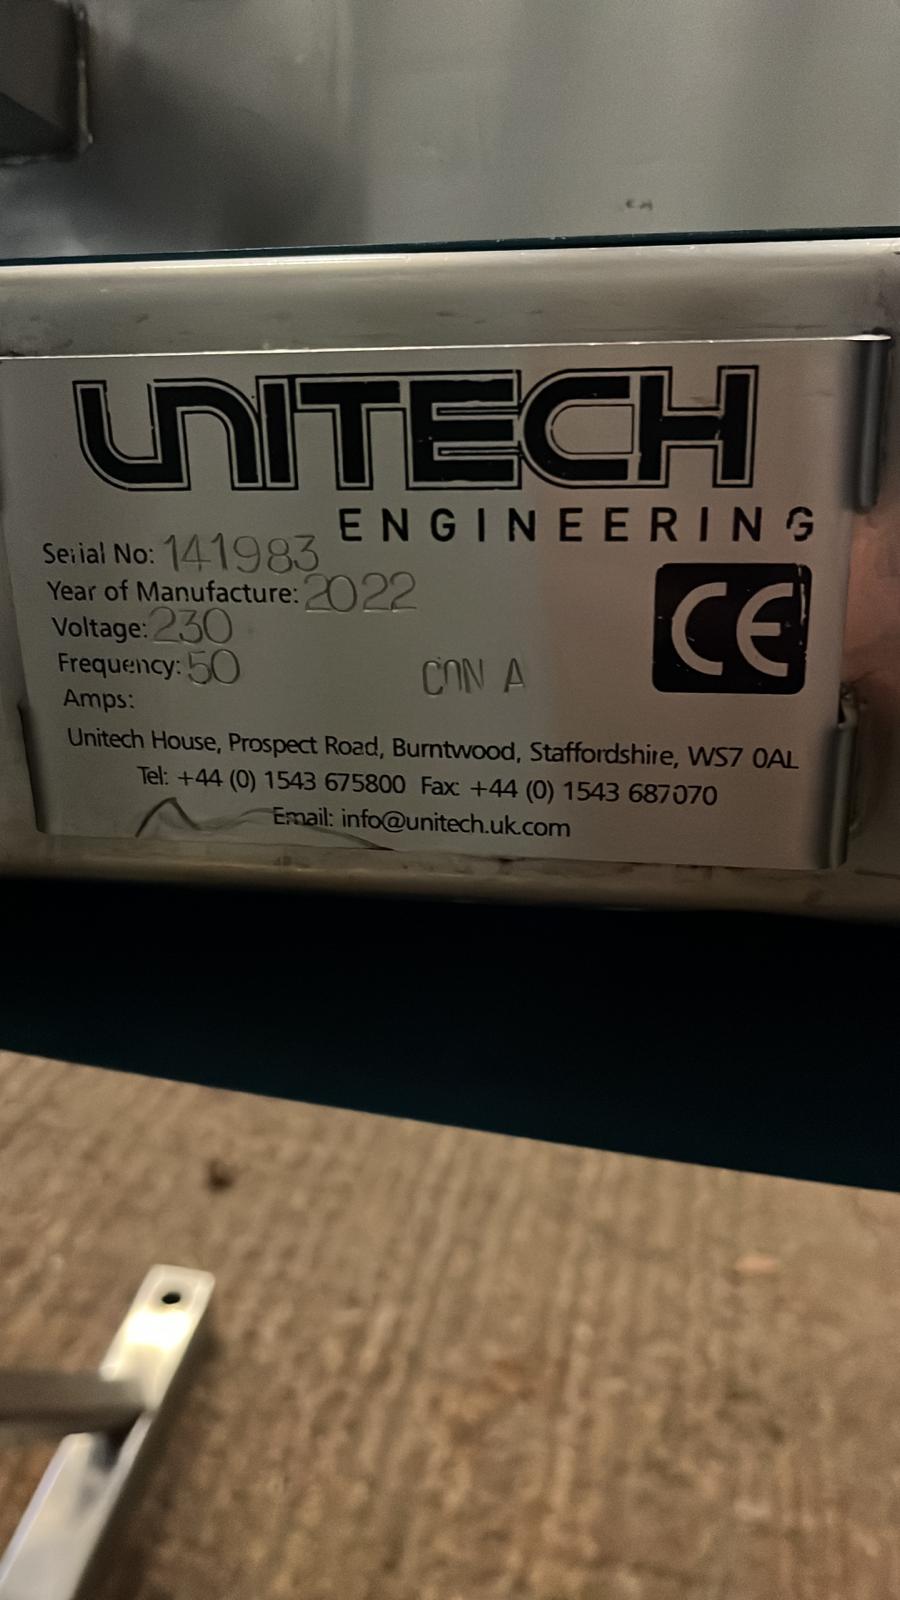 UNITECH
ENGINEERING
Serial No: 141983
Year of Manufacture: 2022
Voltage: 230
Frequency: 50
CON A
CE
Amps:
Unitech House, Prospect Road, Burntwood, Staffordshire, WS7 0AL
Tel: +44 (0) 1543 675800 Fax: +44 (0) 1543 687070
Email: info@unitech.uk.com